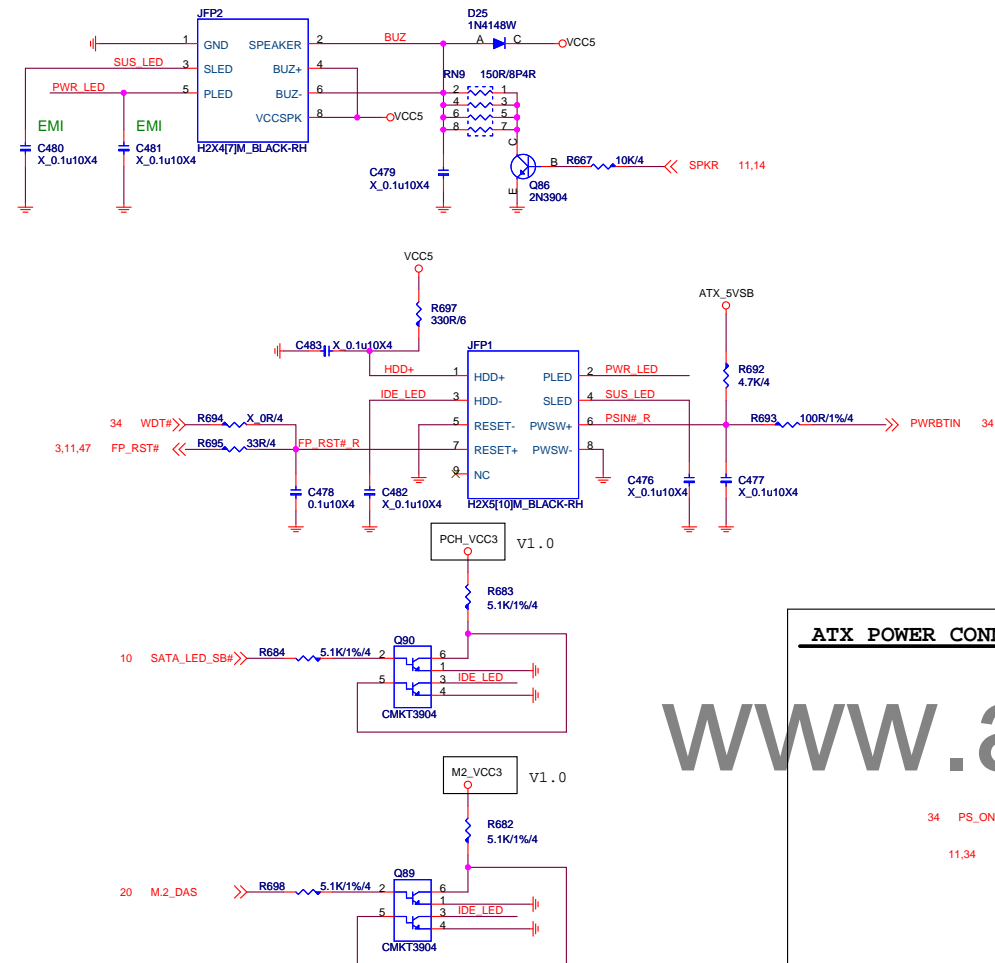 JFP2
1 GND SPEAKER 2 BUZ
3 SLED BUZ+ 4
5 PLED BUZ- 6
VCCSPK 8 VCC5
H2X4[7]M_BLACK-RH
SUS_LED
PWR_LED
EMI
C480
X_0.1u10X4
EMI
C481
X_0.1u10X4
D25
1N4148W
A C VCC5
RN9 150R/8P4R
2 1
4 3
6 5
8 7
C479
X_0.1u10X4
C
B
E
Q86
2N3904
R667 10K/4 SPKR 11,14
VCC5
R697
330R/6
C483 X_0.1u10X4
JFP1
HDD+ 1 HDD+ PLED 2 PWR_LED
IDE_LED 3 HDD- SLED 4 SUS_LED
5 RESET- PWSW+ 6 PSIN#_R
FP_RST#_R 7 RESET+ PWSW- 8
9 NC
H2X5[10]M_BLACK-RH
34 WDT# R694 X_0R/4
3,11,47 FP_RST# R695 33R/4
C478
0.1u10X4
C482
X_0.1u10X4
ATX_5VSB
R692
4.7K/4
R693 100R/1%/4 PWRBTIN 34
C476
X_0.1u10X4
C477
X_0.1u10X4
PCH_VCC3 V1.0
R683
5.1K/1%/4
10 SATA_LED_SB# R684 5.1K/1%/4
Q90
2 6
1
5 3 IDE_LED
4
CMKT3904
M2_VCC3 V1.0
R682
5.1K/1%/4
20 M.2_DAS R698 5.1K/1%/4
Q89
2 6
1
5 3 IDE_LED
4
CMKT3904
ATX POWER CON
www.a
34 PS_ON
11,34